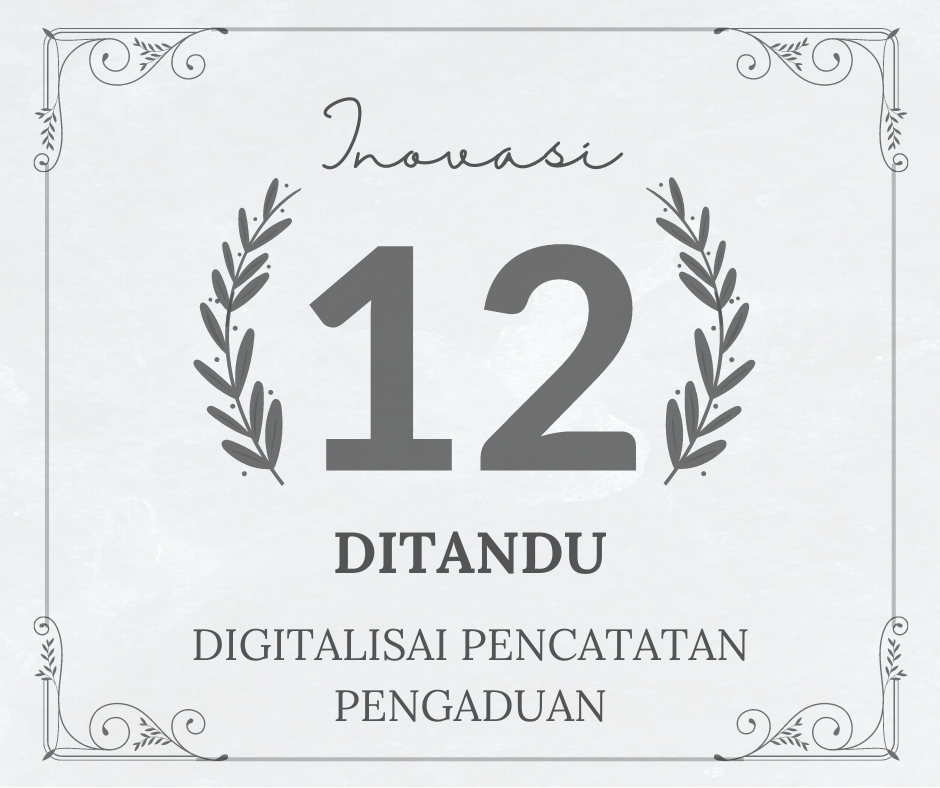 Inovasi
12
DITANDU
DIGITALISAI PENCATATAN
PENGADUAN